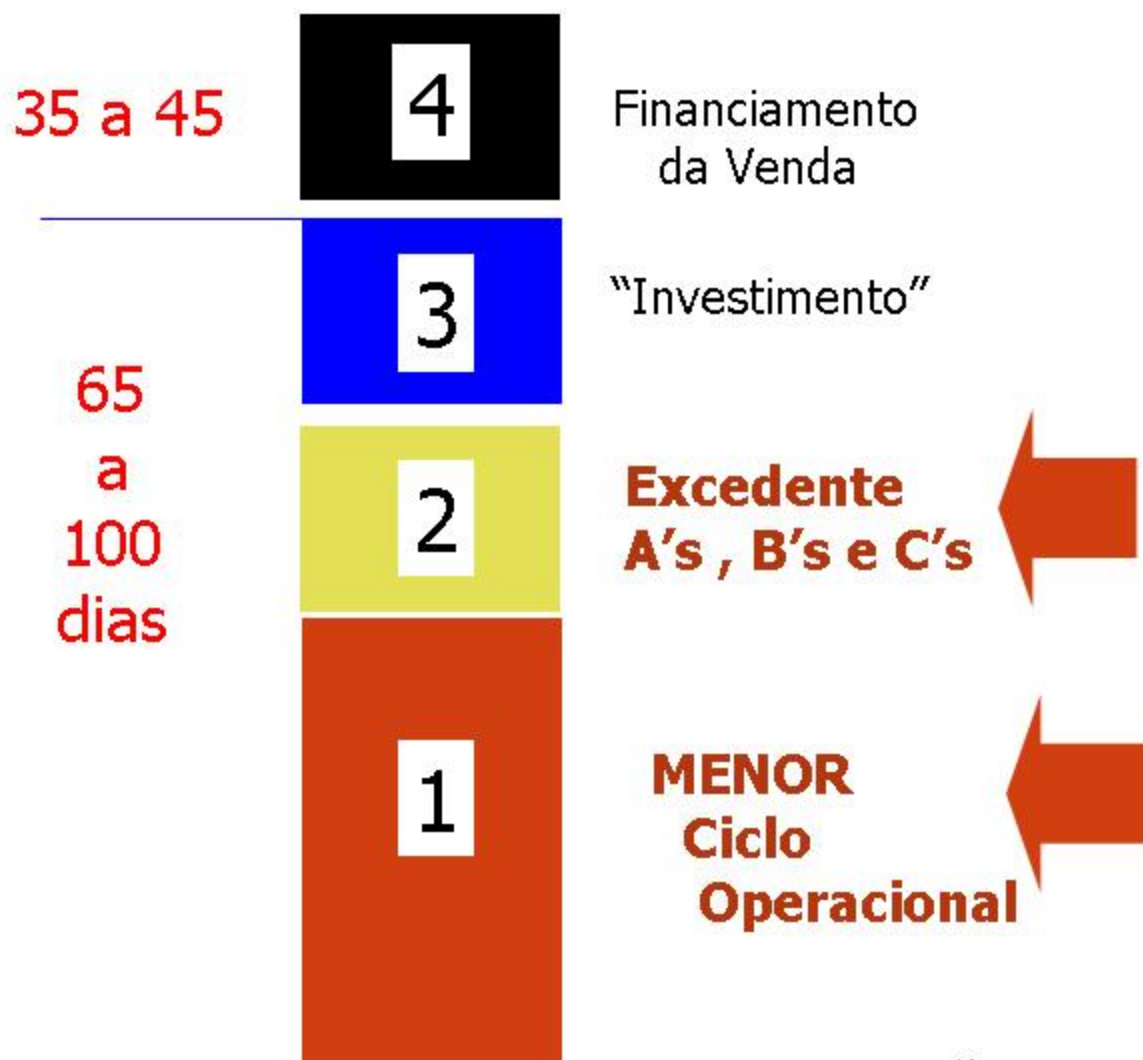 35 a 45
4
Financiamento
da Venda
3
“Investimento”
65
a
100
dias
2
Excedente
A’s , B’s e C’s
1
MENOR
Ciclo
Operacional